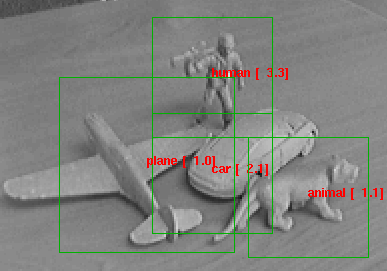 human [ 3.3]
plane [ 1.0]
car [ 2.1]
animal [ 1.1]